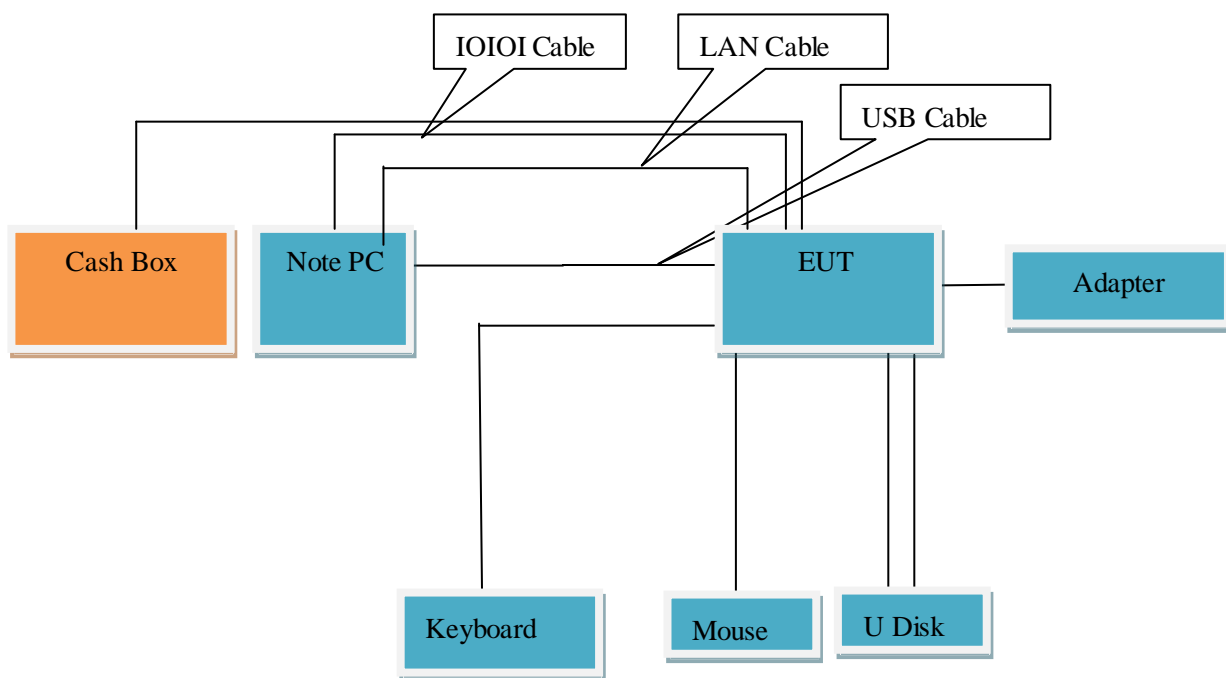 IOIOI Cable
LAN Cable
USB Cable
Cash Box
Note PC
EUT
Adapter
Keyboard
Mouse
U Disk